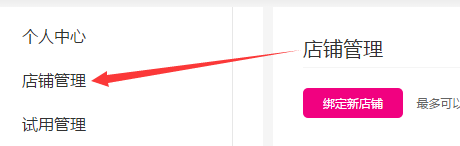 个人中心
店铺管理
试用管理
店铺管理
绑定新店铺 最多可以